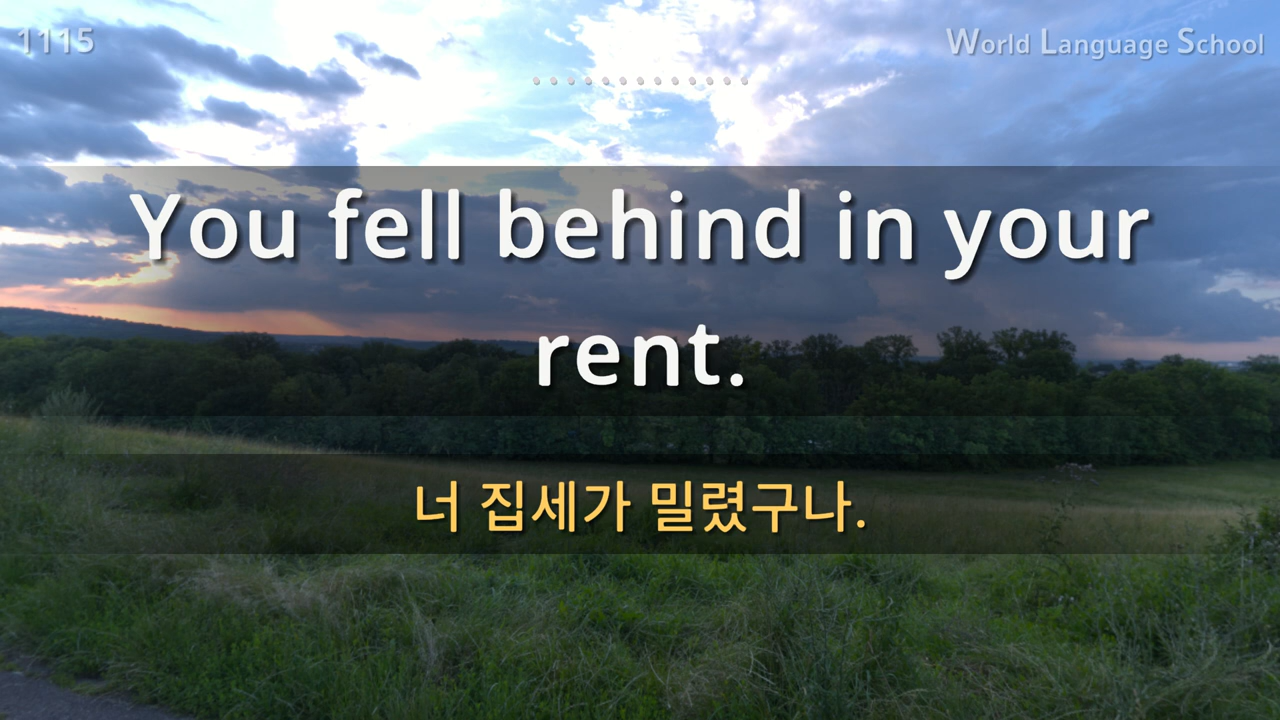 1115
World Language School
You fell behind in your
rent.
너 집세가 밀렸구나.